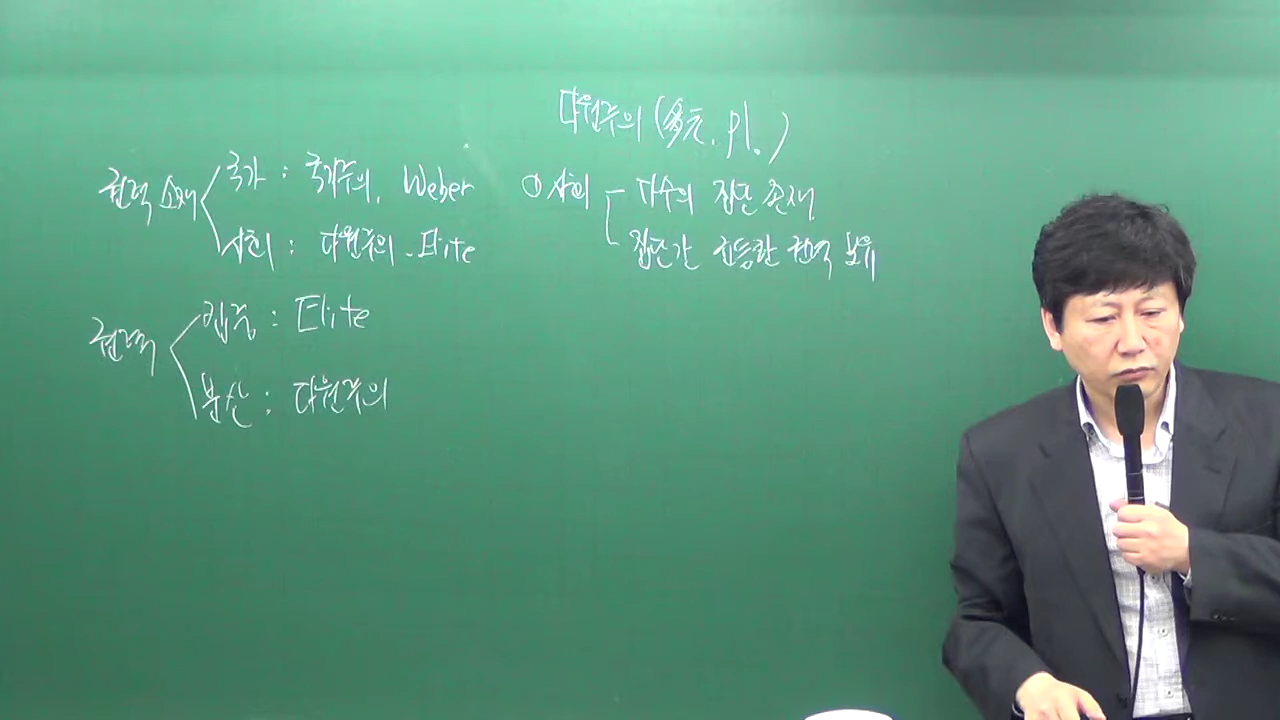 권력 소재
국가 : 국가주의, Weber
사회 : 다원주의 - Elite
권력
집중 : Elite
분산 : 다원주의
다원주의 (多元, pl. )
① 사회 - 다수의 집단 존재
집단간 균등한 권력 보유